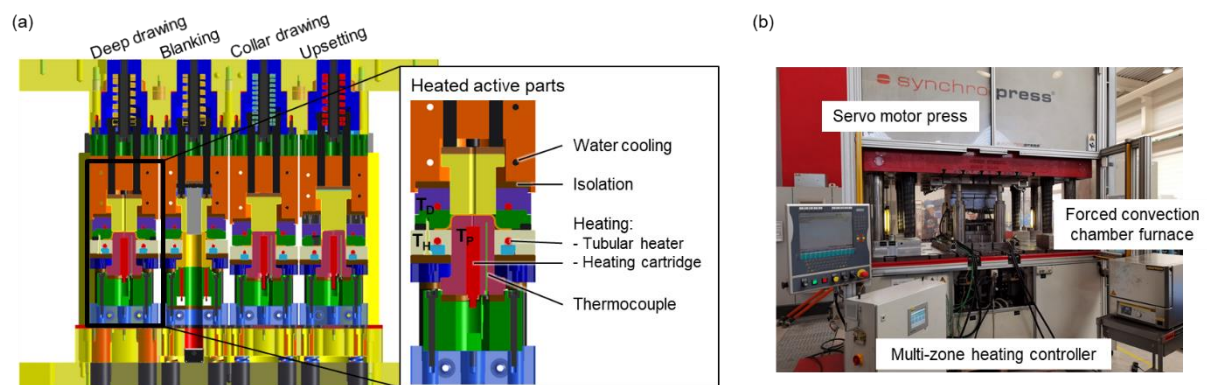 (a)
Deep drawing
Blanking
Collar drawing
Upsetting
Heated active parts
Water cooling
Isolation
T_D
T_H
T_P
Heating:
- Tubular heater
- Heating cartridge
Thermocouple
(b)
synchropress®
Servo motor press
Forced convection
chamber furnace
Multi-zone heating controller